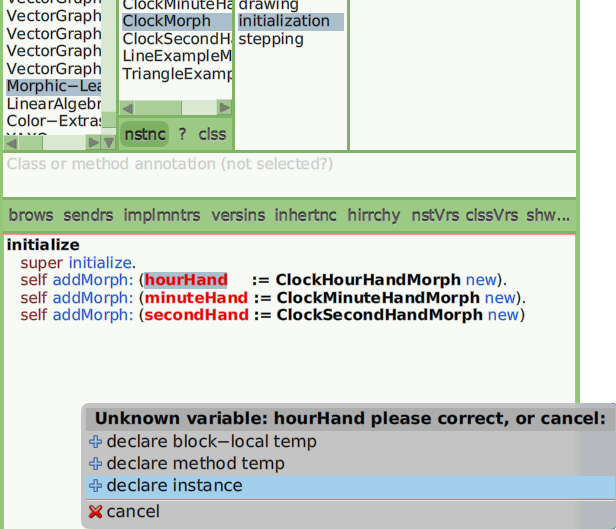 VectorGraph
VectorGraph
VectorGraph
VectorGraph
VectorGraph
Morphic-Lea
LinearAlgebr
Color-Extras
ClockMinuteHa
ClockMorph
ClockSecondHa
LineExampleM
TriangleExamp
nstnc ? clss
drawing
initialization
stepping
Class or method annotation (not selected?)
brows sendrs implmntrs versins inhertnc hirrchy nstVrs clssVrs shw...
initialize
super initialize.
self addMorph: (hourHand := ClockHourHandMorph new).
self addMorph: (minuteHand := ClockMinuteHandMorph new).
self addMorph: (secondHand := ClockSecondHandMorph new)
Unknown variable: hourHand please correct, or cancel:
declare block-local temp
declare method temp
declare instance
cancel